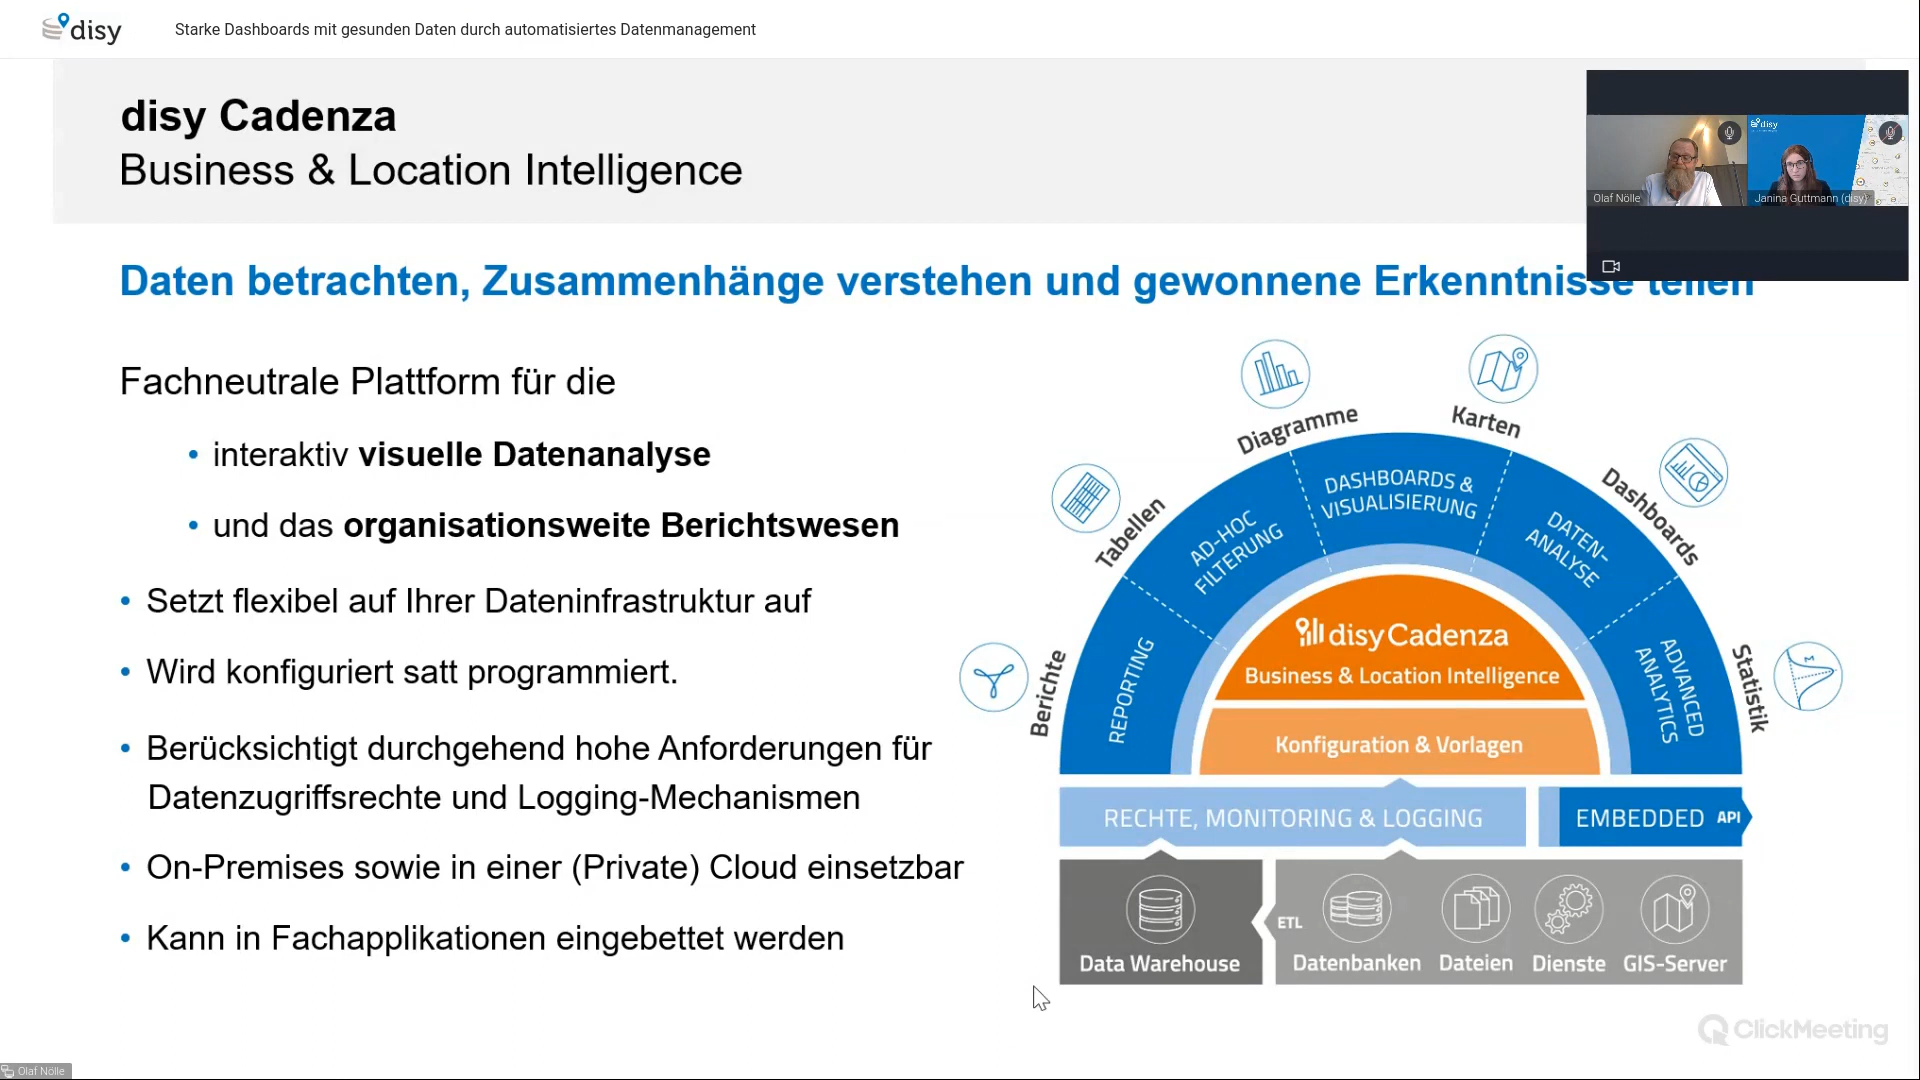 disy
Starke Dashboards mit gesunden Daten durch automatisiertes Datenmanagement
disy Cadenza
Business & Location Intelligence
disy
Olaf Nölle
Janina Guttmann (disy)
Daten betrachten, Zusammenhänge verstehen und gewonnene Erkenntnisse teilen
Fachneutrale Plattform für die
• interaktiv visuelle Datenanalyse
• und das organisationsweite Berichtswesen
• Setzt flexibel auf Ihrer Dateninfrastruktur auf
• Wird konfiguriert satt programmiert.
• Berücksichtigt durchgehend hohe Anforderungen für
Datenzugriffsrechte und Logging-Mechanismen
• On-Premises sowie in einer (Private) Cloud einsetzbar
• Kann in Fachapplikationen eingebettet werden
Berichte
Tabellen
Diagramme
Karten
Dashboards
Statistik
REPORTING
AD-HOC
FILTERUNG
DASHBOARDS &
VISUALISIERUNG
DATEN-
ANALYSE
ADVANCED
ANALYTICS
disy Cadenza
Business & Location Intelligence
Konfiguration & Vorlagen
RECHTE, MONITORING & LOGGING
EMBEDDED API
Data Warehouse
ETL
Datenbanken
Dateien
Dienste
GIS-Server
ClickMeeting
Olaf Nölle